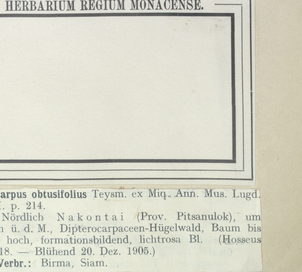 HERBARIUM REGIUM MONACENSE.
arpus obtusifolius Teysm. ex Miq. Ann. Mus. Lugd.
. p. 214.
Nördlich Nakontai (Prov. Pitsanulok), um
ü. d. M., Dipterocarpaceen-Hügelwald, Baum bis
hoch, formationsbildend, lichtrosa Bl. (Hosseus
18. — Blühend 20. Dez. 1905.)
Verbr.: Birma, Siam.